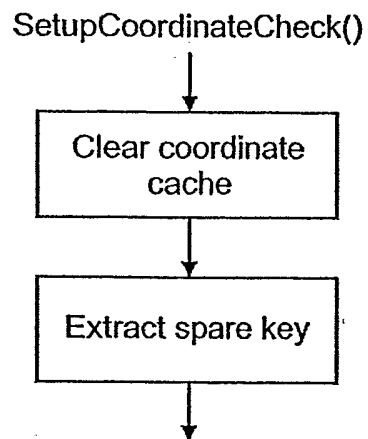 SetupCoordinateCheck()
Clear coordinate
cache
Extract spare key